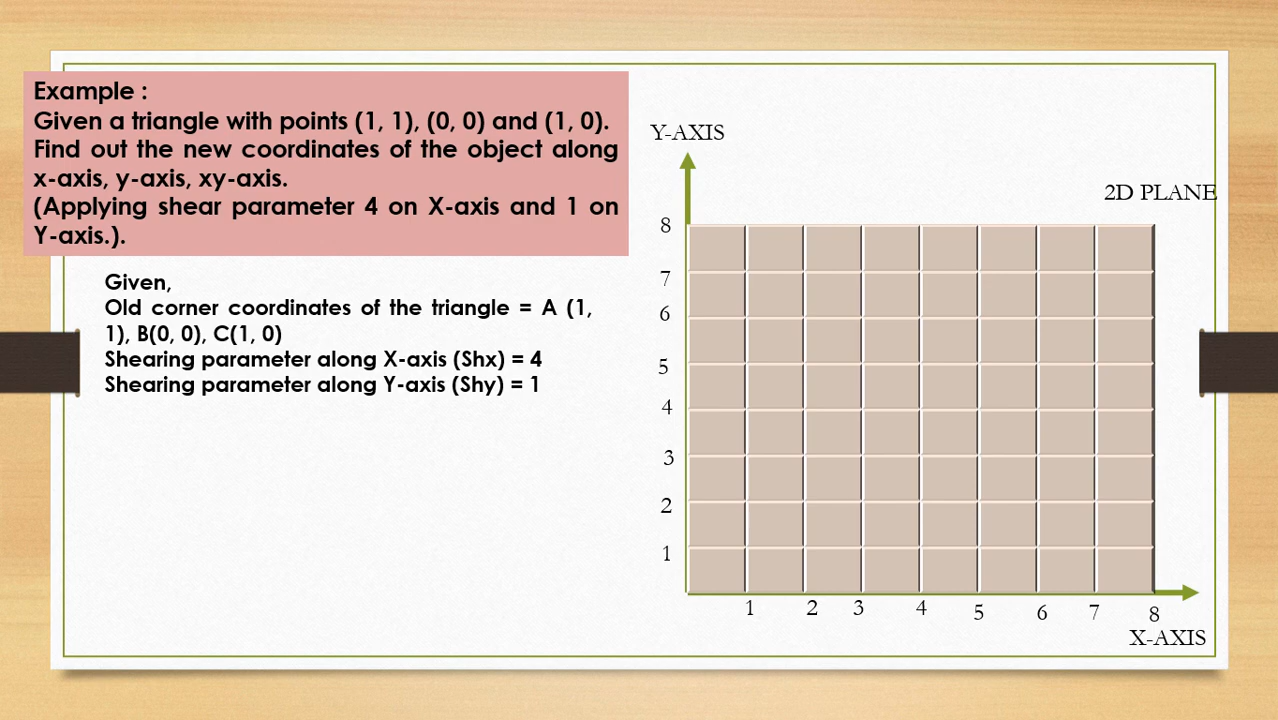 Example :
Given a triangle with points (1, 1), (0, 0) and (1, 0).
Find out the new coordinates of the object along
x-axis, y-axis, xy-axis.
(Applying shear parameter 4 on X-axis and 1 on
Y-axis.).
Given,
Old corner coordinates of the triangle = A (1,
1), B(0, 0), C(1, 0)
Shearing parameter along X-axis (Shx) = 4
Shearing parameter along Y-axis (Shy) = 1
Y-AXIS
2D PLANE
8
7
6
5
4
3
2
1
1 2 3 4 5 6 7 8
X-AXIS